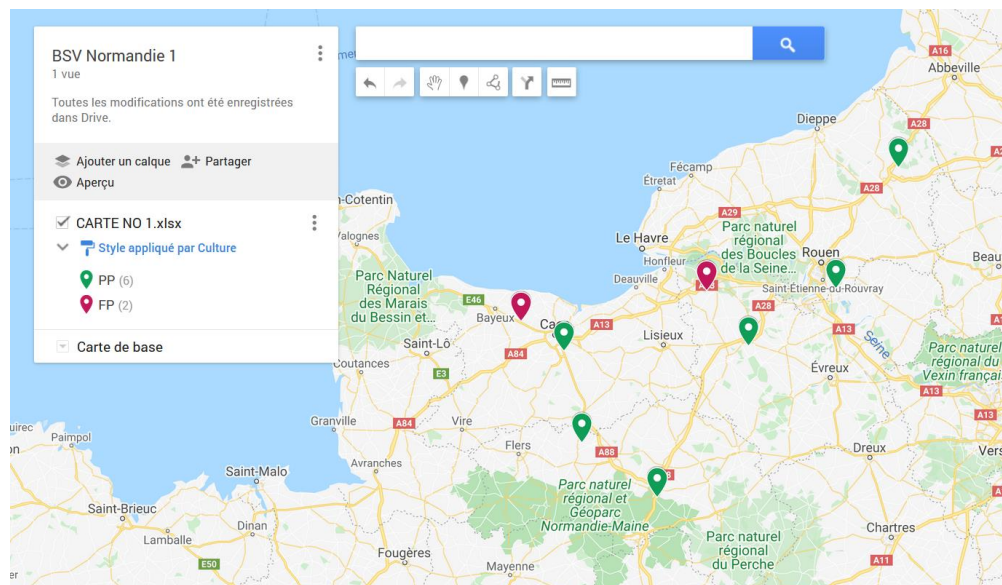 BSV Normandie 1
1 vue
Toutes les modifications ont été enregistrées
dans Drive.
Ajouter un calque
Partager
Aperçu
CARTE NO 1.xlsx
Style appliqué par Culture
PP (6)
FP (2)
Carte de base
A16
Abbeville
Dieppe
A28
A28
Fécamp
Étretat
-Cotentin
Valognes
A29
Le Havre
Parc naturel
régional
des Boucles
de la Seine...
Rouen
Honfleur
Deauville
Saint-Étienne-du-Rouvray
Beau
Parc Naturel
Régional
des Marais
du Bessin et...
E46
Bayeux
A13
A28
Lisieux
A13
Saint-Lô
A84
Seine
Parc naturel
régional du
Vexin françai
Coutances
E3
Évreux
A13
A13
Granville
A84
Vire
Flers
A88
Dreux
Vers
uirec
Paimpol
Avranches
Saint-Malo
Parc naturel
régional et
Géoparc
Normandie-Maine
Saint-Brieuc
Lamballe
Dinan
Chartres
Parc naturel
régional
du Perche
E50
Fougères
Mayenne
A11